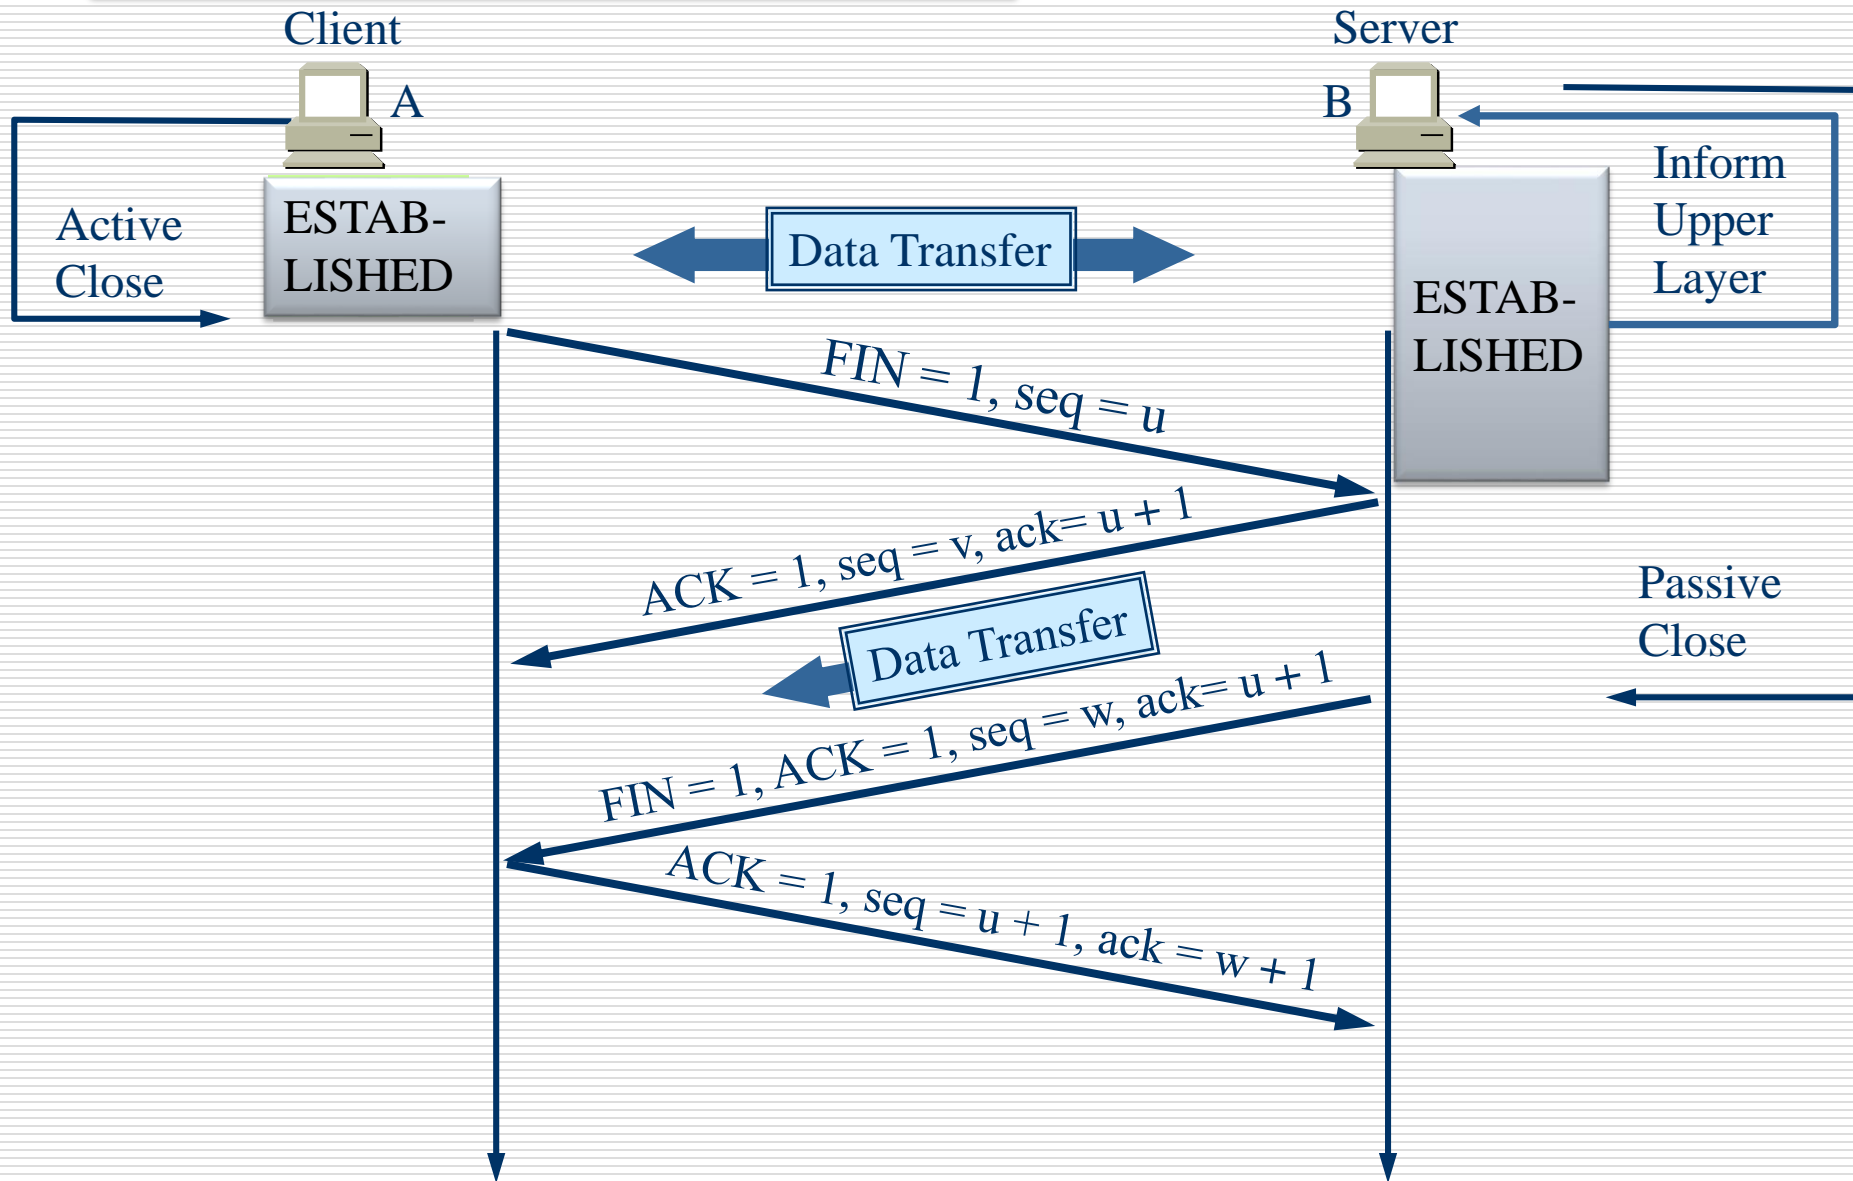 Client
Server
A
B
Active
Close
ESTAB-
LISHED
Data Transfer
ESTAB-
LISHED
Inform
Upper
Layer
FIN = 1, seq = u
ACK = 1, seq = v, ack= u + 1
Data Transfer
Passive
Close
FIN = 1, ACK = 1, seq = w, ack= u + 1
ACK = 1, seq = u + 1, ack = w + 1